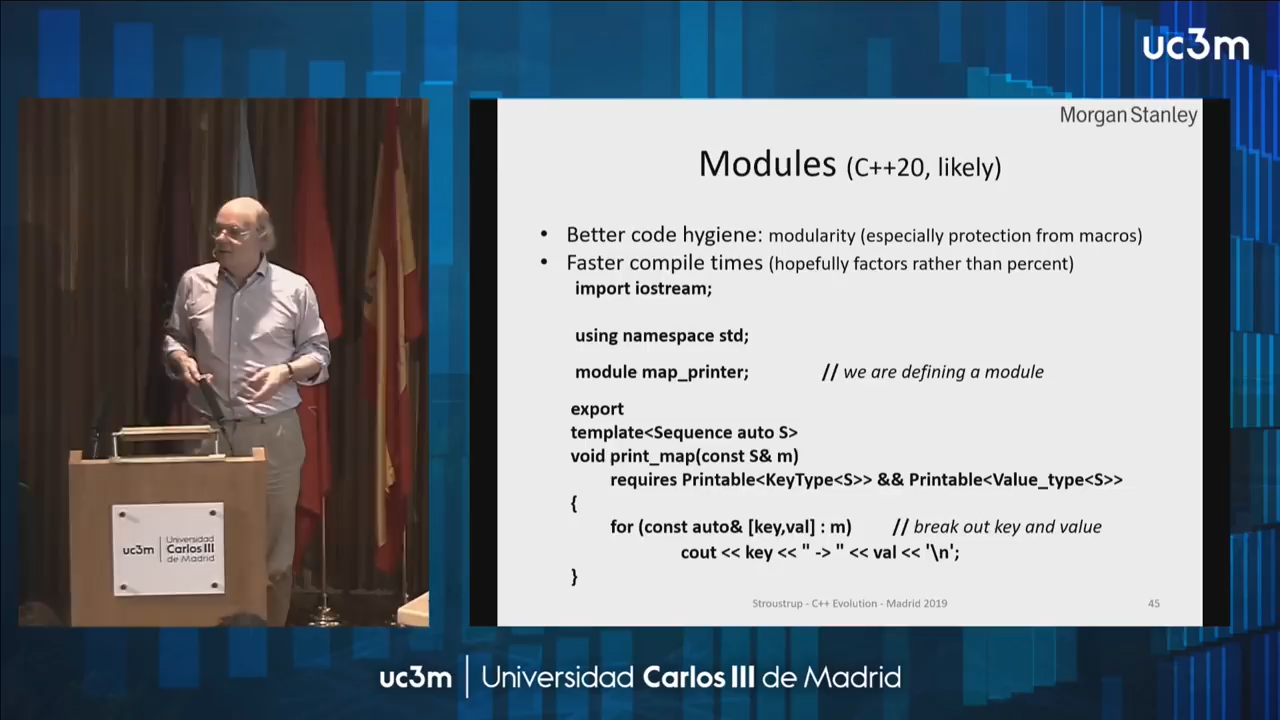 uc3m
Morgan Stanley
Modules (C++20, likely)
• Better code hygiene: modularity (especially protection from macros)
• Faster compile times (hopefully factors rather than percent)
import iostream;
using namespace std;
module map_printer; // we are defining a module
export
template<Sequence auto S>
void print_map(const S& m)
requires Printable<KeyType<S>> && Printable<Value_type<S>>
{
for (const auto& [key,val] : m) // break out key and value
cout << key << " -> " << val << '\n';
}
Stroustrup - C++ Evolution - Madrid 2019 45
uc3m
Universidad
Carlos III
de Madrid
uc3m | Universidad Carlos III de Madrid